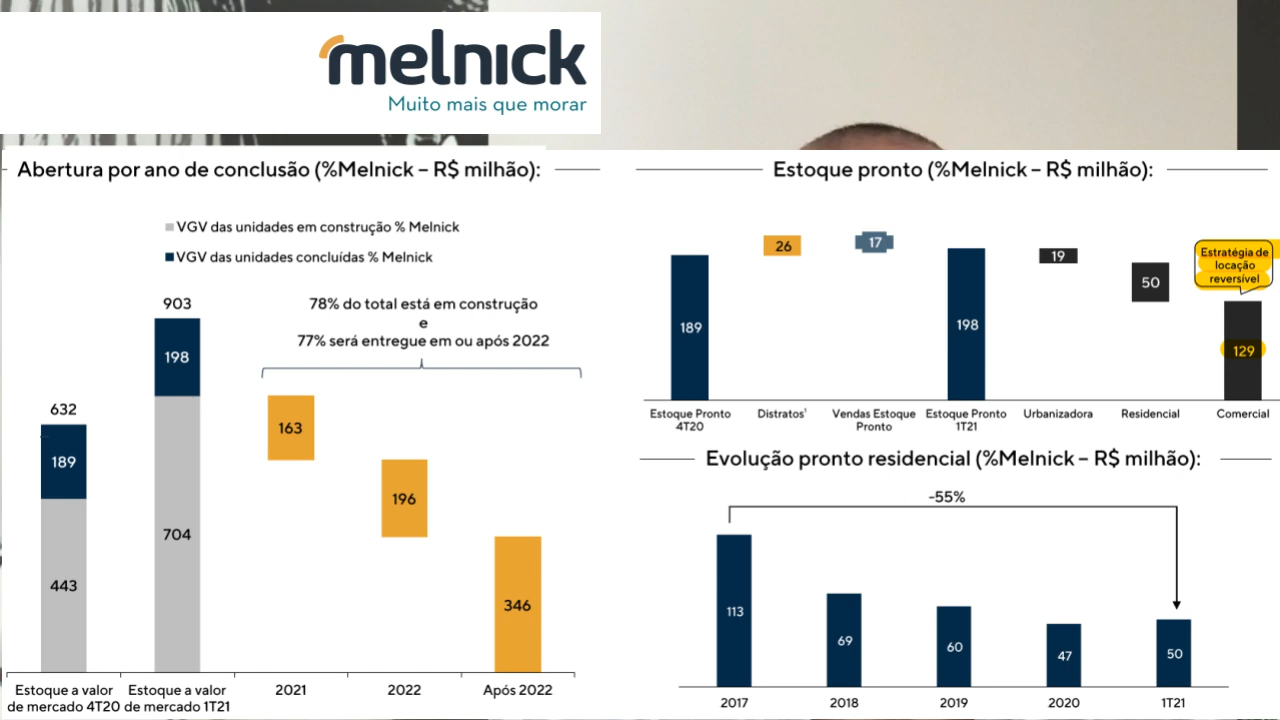 melnick
Muito mais que morar
Abertura por ano de conclusão (%Melnick – R$ milhão):
VGV das unidades em construção % Melnick
VGV das unidades concluídas % Melnick
78% do total está em construção
e
77% será entregue em ou após 2022
632
189
443
903
198
704
163
196
346
Estoque a valor
de mercado 4T20
Estoque a valor
de mercado 1T21
2021
2022
Após 2022
Estoque pronto (%Melnick – R$ milhão):
189
26
17
198
19
50
Estratégia de
locação
reversível
129
Estoque Pronto
4T20
Distratos¹
Vendas Estoque
Pronto
Estoque Pronto
1T21
Urbanizadora
Residencial
Comercial
Evolução pronto residencial (%Melnick – R$ milhão):
-55%
113
69
60
47
50
2017
2018
2019
2020
1T21